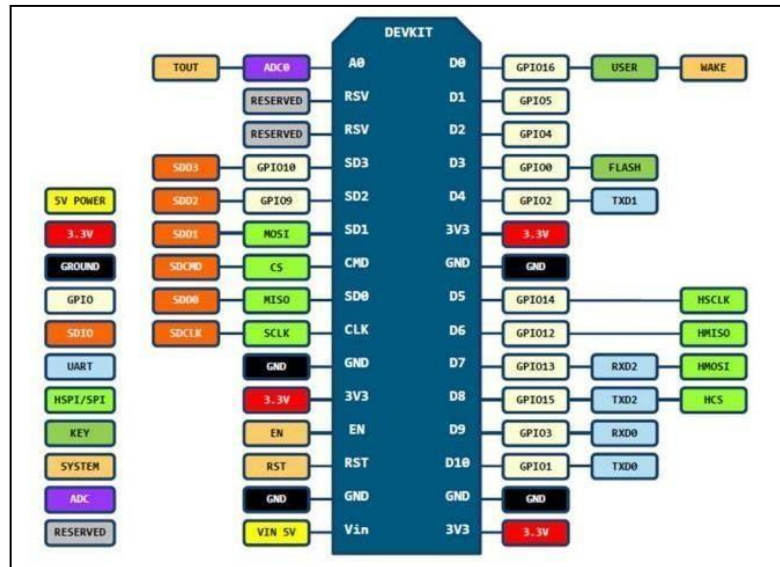 DEVKIT
TOUT ADC0 A0 D0 GPIO16 USER WAKE
RESERVED RSV D1 GPIO5
RESERVED RSV D2 GPIO4
SDD3 GPIO10 SD3 D3 GPIO0 FLASH
5V POWER SDD2 GPIO9 SD2 D4 GPIO2 TXD1
3.3V SDD1 MOSI SD1 3V3 3.3V
GROUND SDCMD CS CMD GND GND
GPIO SDD0 MISO SD0 D5 GPIO14 HSCLK
SDIO SDCLK SCLK CLK D6 GPIO12 HMISO
UART GND GND D7 GPIO13 RXD2 HMOSI
HSPI/SPI 3.3V 3V3 D8 GPIO15 TXD2 HCS
KEY EN EN D9 GPIO3 RXD0
SYSTEM RST RST D10 GPIO1 TXD0
ADC GND GND GND GND
RESERVED VIN 5V Vin 3V3 3.3V